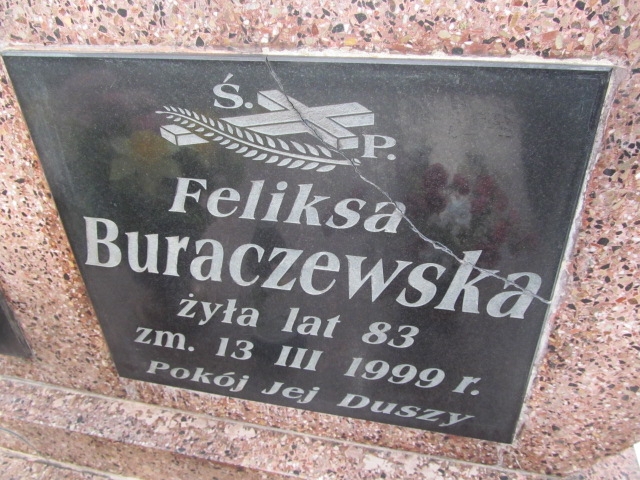 Ś. P.
Feliksa
Buraczewska
żyła lat 83
zm. 13 III 1999 r.
Pokój Jej Duszy